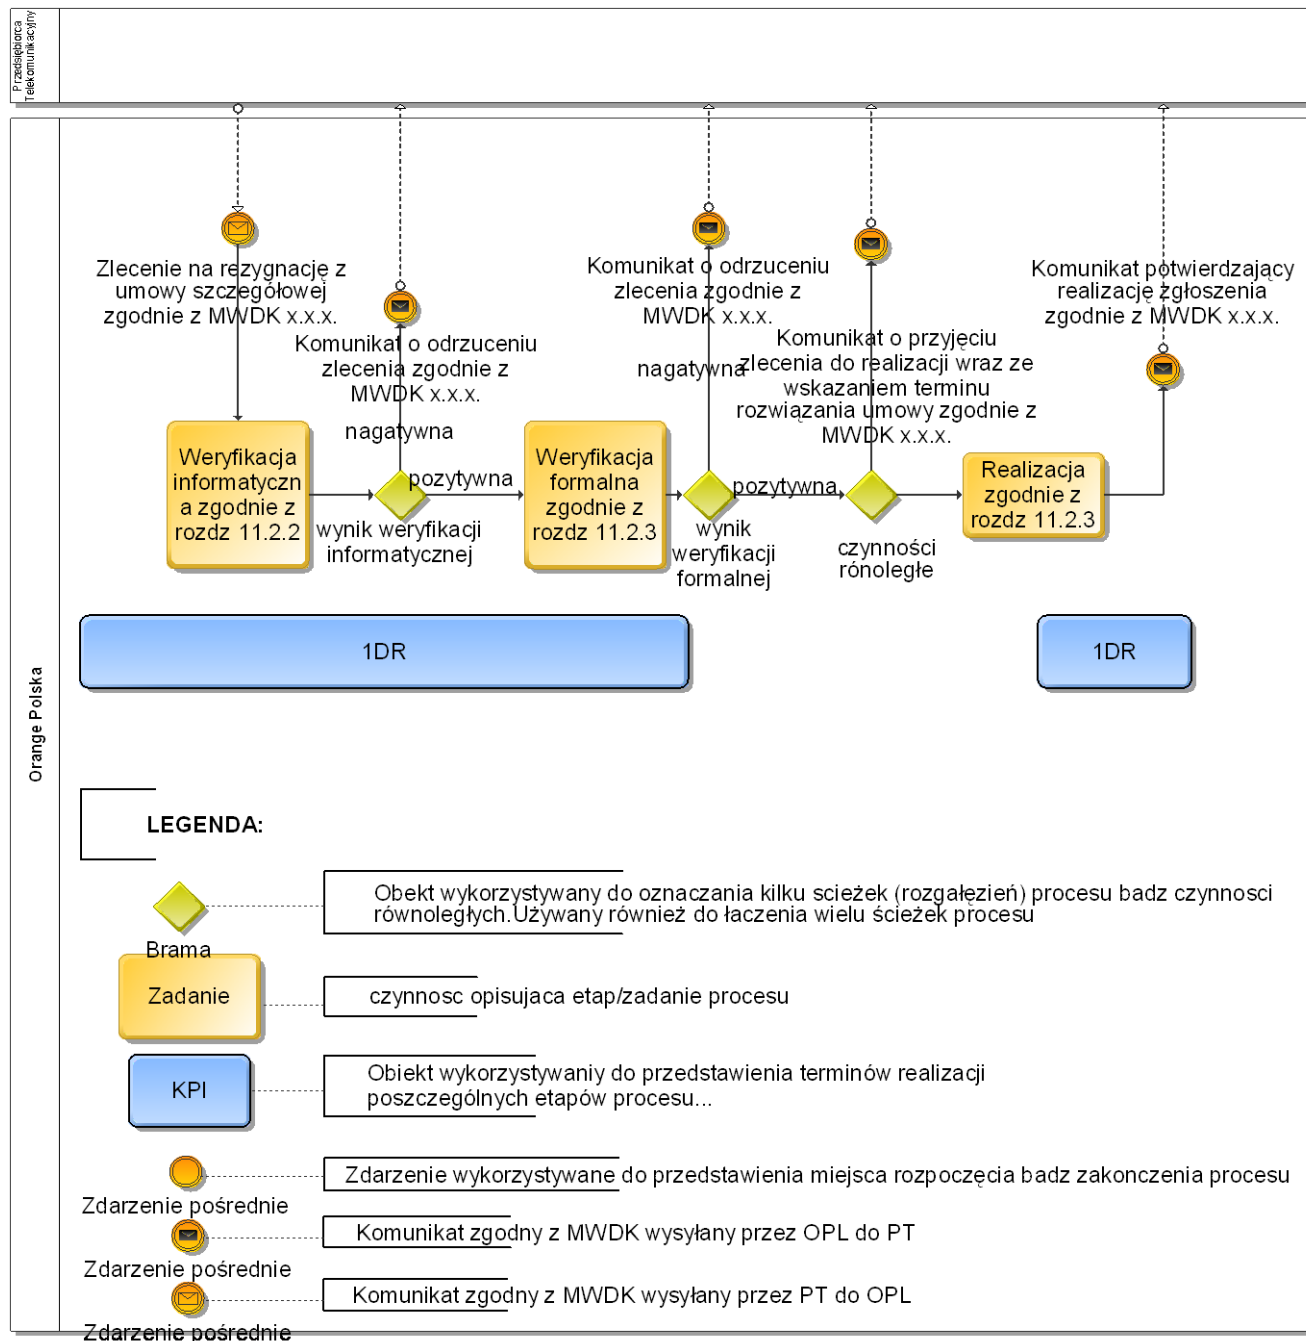 Przedsiębiorca
Telekomunikacyjny
Orange Polska
Zlecenie na rezygnację z
umowy szczegółowej
zgodnie z MWDK x.x.x.
Komunikat o odrzuceniu
zlecenia zgodnie z
MWDK x.x.x.
nagatywna
Komunikat o odrzuceniu
zlecenia zgodnie z
MWDK x.x.x.
nagatywna
Komunikat o przyjęciu
zlecenia do realizacji wraz ze
wskazaniem terminu
rozwiązania umowy zgodnie z
MWDK x.x.x.
Komunikat potwierdzający
realizację zgłoszenia
zgodnie z MWDK x.x.x.
Weryfikacja
informatyczn
a zgodnie z
rozdz 11.2.2
pozytywna
wynik weryfikacji
informatycznej
Weryfikacja
formalna
zgodnie z
rozdz 11.2.3
pozytywna
wynik
weryfikacji
formalnej
czynności
rónoległe
Realizacja
zgodnie z
rozdz 11.2.3
1DR
1DR
LEGENDA:
Obekt wykorzystywany do oznaczania kilku scieżek (rozgałęzień) procesu badz czynnosci
równoległych.Używany również do łaczenia wielu ścieżek procesu
Brama
Zadanie
czynnosc opisujaca etap/zadanie procesu
KPI
Obiekt wykorzystywaniy do przedstawienia terminów realizacji
poszczególnych etapów procesu...
Zdarzenie wykorzystywane do przedstawienia miejsca rozpoczęcia badz zakonczenia procesu
Zdarzenie pośrednie
Komunikat zgodny z MWDK wysyłany przez OPL do PT
Zdarzenie pośrednie
Komunikat zgodny z MWDK wysyłany przez PT do OPL
Zdarzenie pośrednie